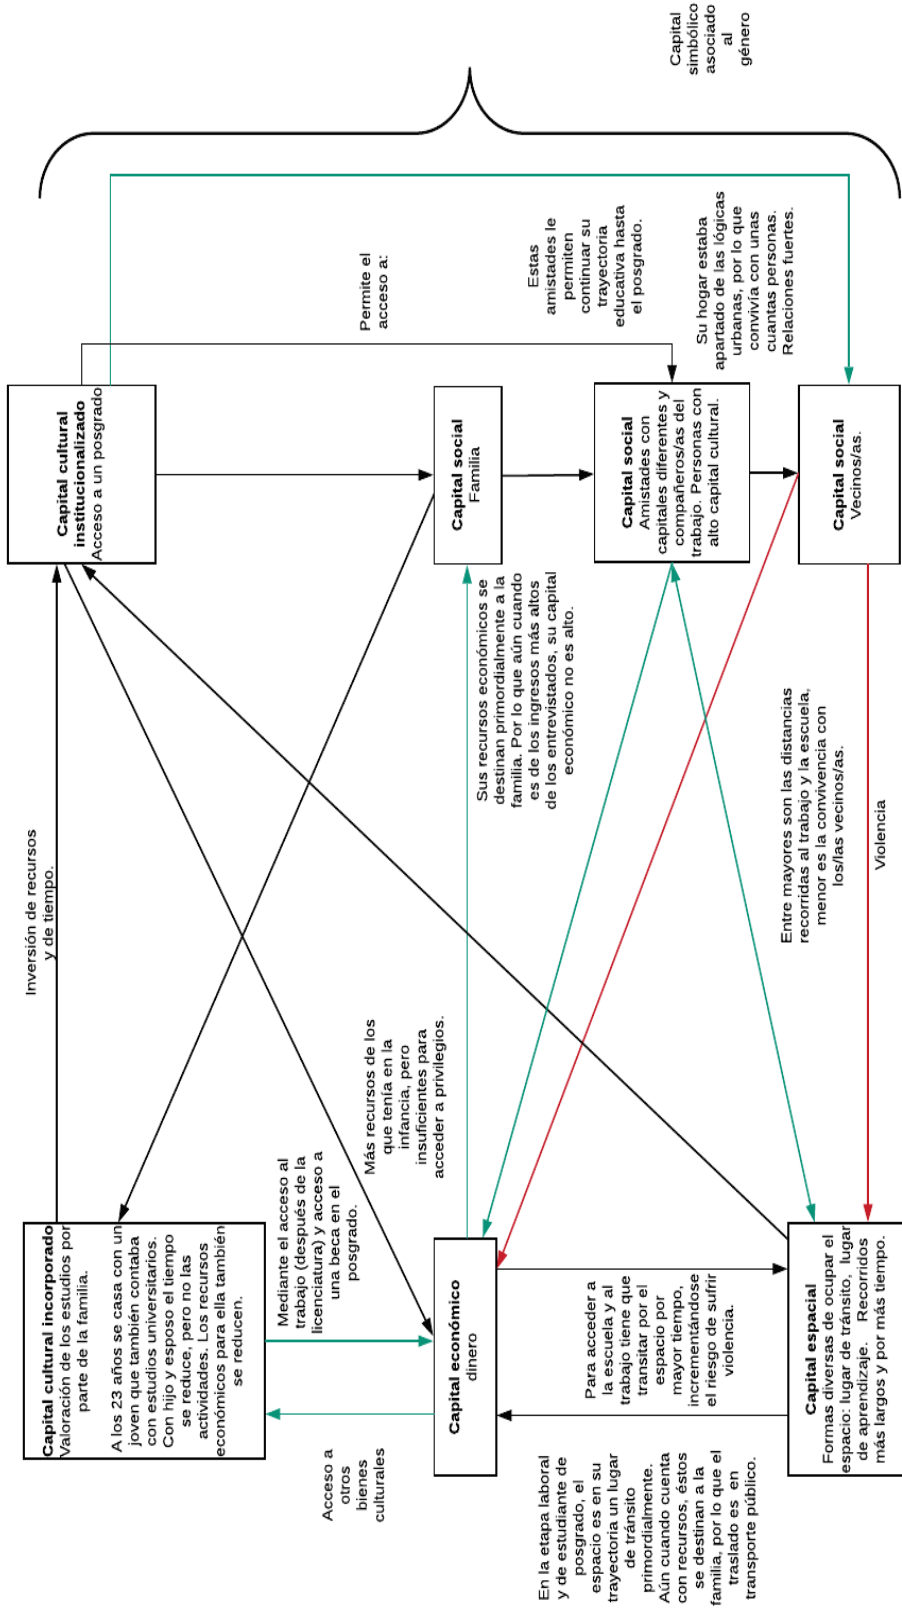 Capital cultural incorporado
Valoración de los estudios por
parte de la familia.
A los 23 años se casa con un
joven que también contaba
con estudios universitarios.
Con hijo y esposo el tiempo
se reduce, pero no las
actividades. Los recursos
económicos para ella también
se reducen.
Inversión de recursos
y de tiempo.
Capital cultural
institucionalizado
Acceso a un posgrado
Permite el
acceso a:
Acceso a
otros
bienes
culturales
Mediante el acceso al
trabajo (después de la
licenciatura) y acceso a
una beca en el
posgrado.
Más recursos de los
que tenía en la
infancia, pero
insuficientes para
acceder a privilegios.
Capital económico
dinero
Sus recursos económicos se
destinan primordialmente a la
familia. Por lo que aún cuando
es de los ingresos más altos
de los entrevistados, su capital
económico no es alto.
Capital social
Familia
Estas
amistades le
permiten
continuar su
trayectoria
educativa hasta
el posgrado.
Capital social
Amistades con
capitales diferentes y
compañeros/as del
trabajo. Personas con
alto capital cultural.
En la etapa laboral
y de estudiante de
posgrado, el
espacio es en su
trayectoria un lugar
de tránsito
primordialmente.
Aún cuando cuenta
con recursos, éstos
se destinan a la
familia, por lo que el
traslado es en
transporte público.
Para acceder a
la escuela y al
trabajo tiene que
transitar por el
espacio por
mayor tiempo,
incrementándose
el riesgo de sufrir
violencia.
Su hogar estaba
apartado de las lógicas
urbanas, por lo que
convivía con unas
cuantas personas.
Relaciones fuertes.
Capital espacial
Formas diversas de ocupar el
espacio: lugar de tránsito, lugar
de aprendizaje. Recorridos
más largos y por más tiempo.
Entre mayores son las distancias
recorridas al trabajo y la escuela,
menor es la convivencia con
los/las vecinos/as.
Violencia
Capital social
Vecinos/as.
Capital
simbólico
asociado
al
género